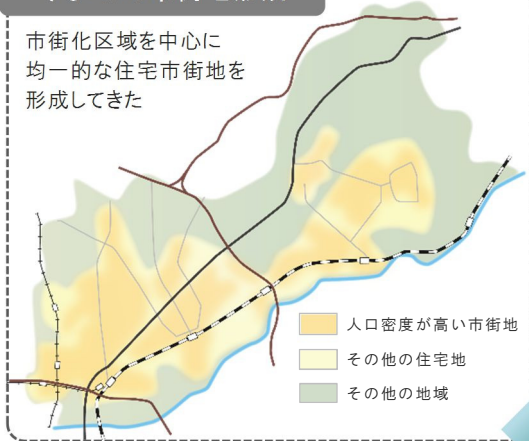 市街化区域を中心に
均一的な住宅市街地を
形成してきた
人口密度が高い市街地
その他の住宅地
その他の地域